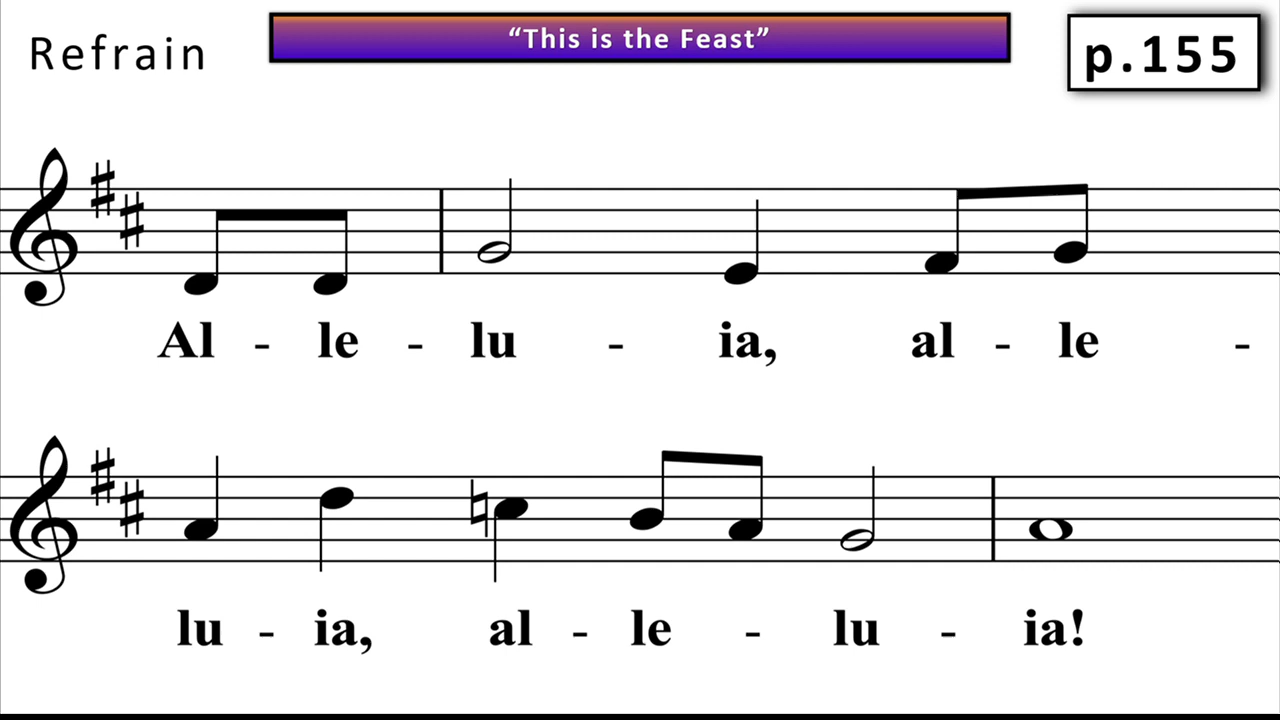 Refrain
“This is the Feast”
p.155
Al - le - lu - ia, al - le -
lu - ia, al - le - lu - ia!